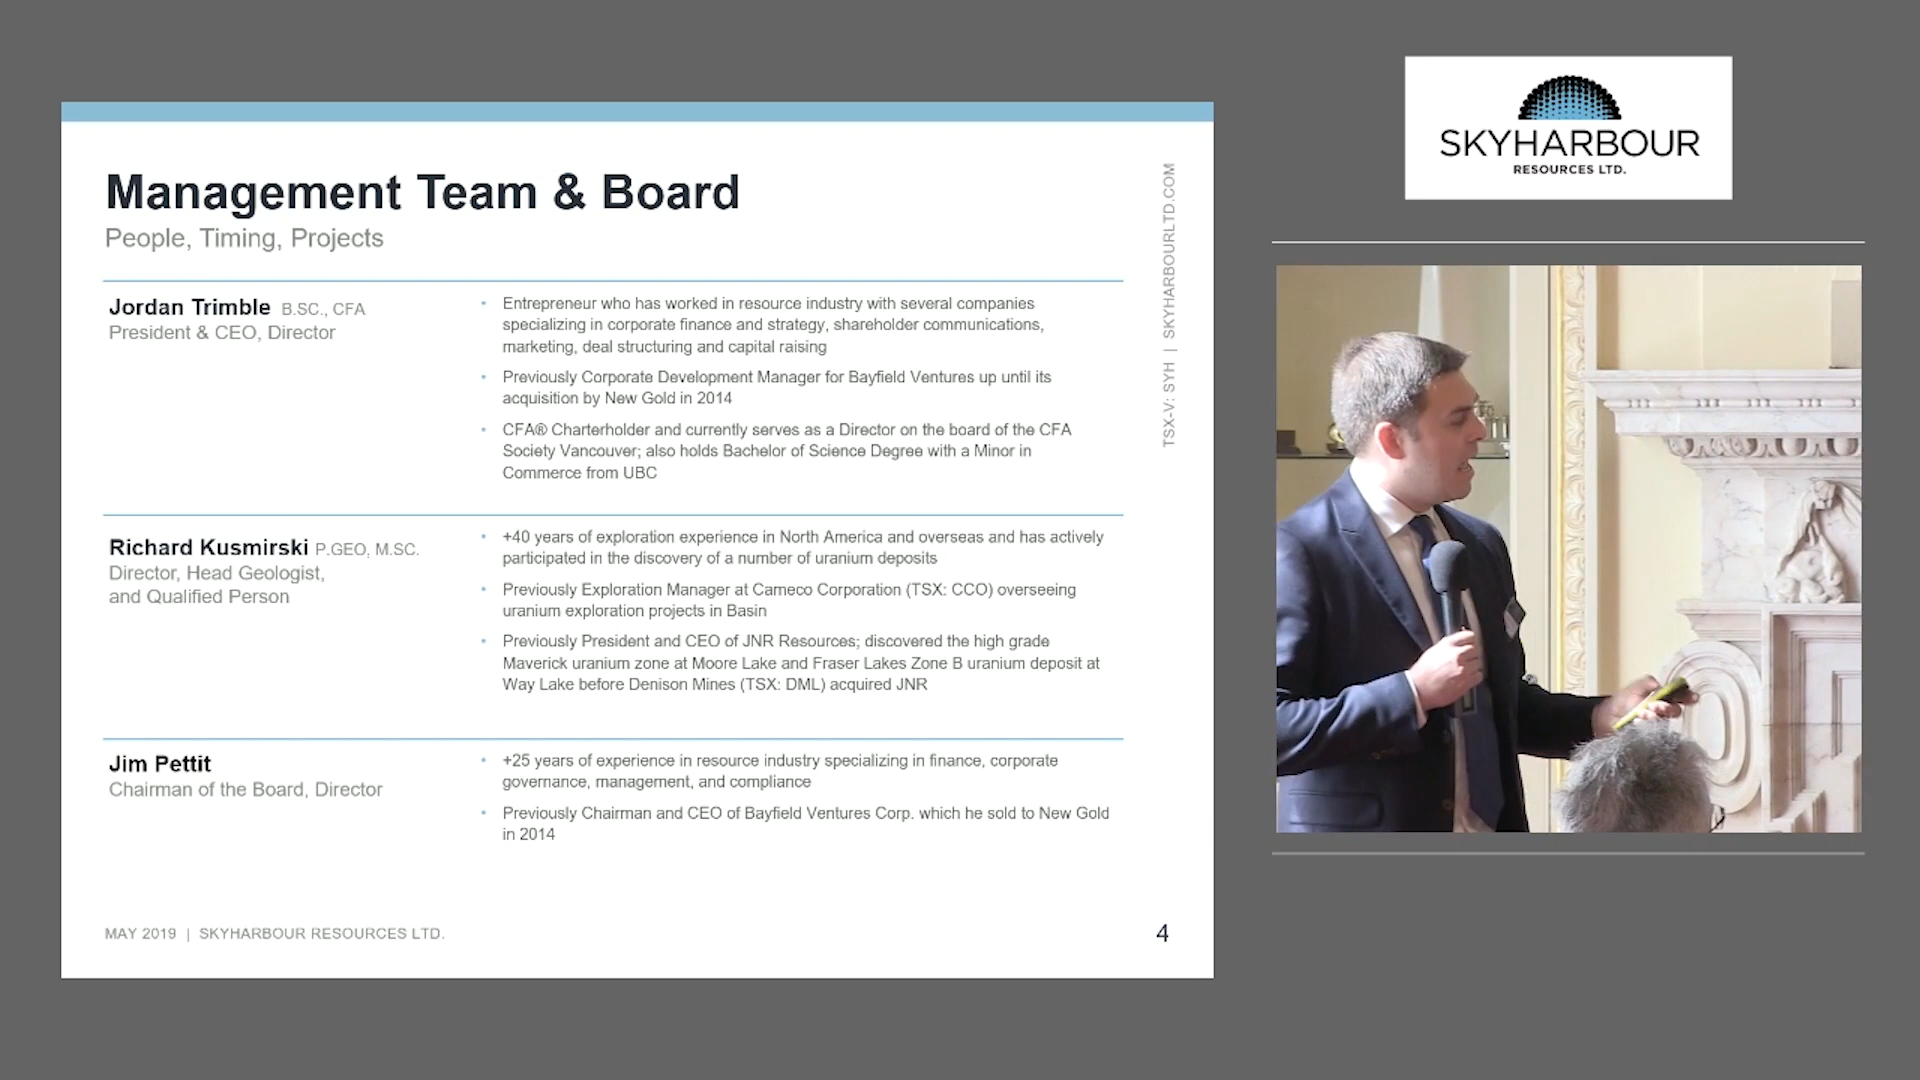 Management Team & Board
People, Timing, Projects
Jordan Trimble B.SC., CFA
President & CEO, Director
• Entrepreneur who has worked in resource industry with several companies
specializing in corporate finance and strategy, shareholder communications,
marketing, deal structuring and capital raising
• Previously Corporate Development Manager for Bayfield Ventures up until its
acquisition by New Gold in 2014
• CFA® Charterholder and currently serves as a Director on the board of the CFA
Society Vancouver; also holds Bachelor of Science Degree with a Minor in
Commerce from UBC
Richard Kusmirski P.GEO, M.SC.
Director, Head Geologist,
and Qualified Person
• +40 years of exploration experience in North America and overseas and has actively
participated in the discovery of a number of uranium deposits
• Previously Exploration Manager at Cameco Corporation (TSX: CCO) overseeing
uranium exploration projects in Basin
• Previously President and CEO of JNR Resources; discovered the high grade
Maverick uranium zone at Moore Lake and Fraser Lakes Zone B uranium deposit at
Way Lake before Denison Mines (TSX: DML) acquired JNR
Jim Pettit
Chairman of the Board, Director
• +25 years of experience in resource industry specializing in finance, corporate
governance, management, and compliance
• Previously Chairman and CEO of Bayfield Ventures Corp. which he sold to New Gold
in 2014
MAY 2019 | SKYHARBOUR RESOURCES LTD.
4
TSX-V: SYH | SKYHARBOURLTD.COM
SKYHARBOUR
RESOURCES LTD.